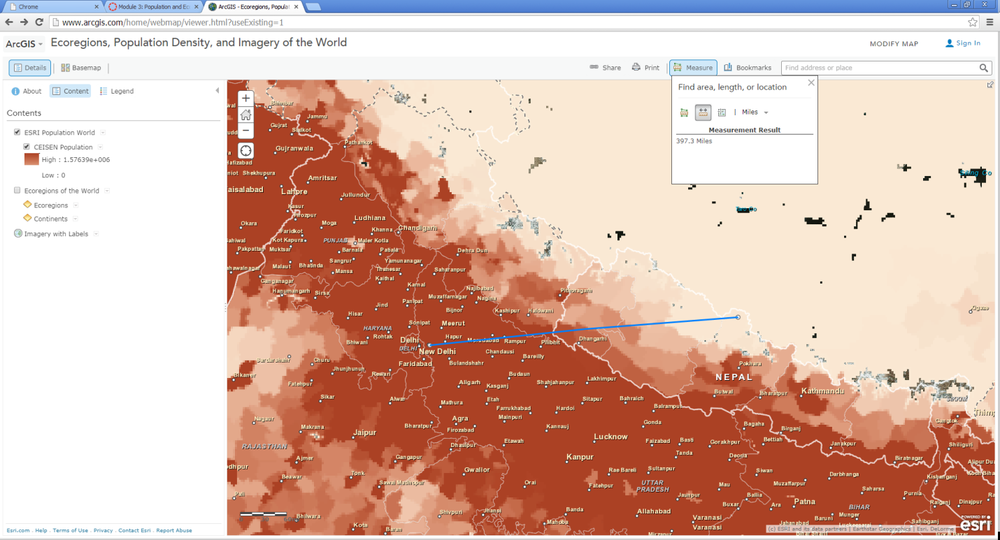 Chrome
Module 3: Population and Ec
ArcGIS - Ecoregions, Populat
www.arcgis.com/home/webmap/viewer.html?useExisting=1
ArcGIS
Ecoregions, Population Density, and Imagery of the World
MODIFY MAP
Sign In
Details
Basemap
Share
Print
Measure
Bookmarks
Find address or place
About
Content
Legend
Contents
ESRI Population World
CEISEN Population
High : 1.57639e+006
Low : 0
Ecoregions of the World
Ecoregions
Continents
Imagery with Labels
Find area, length, or location
Miles
Measurement Result
397.3 Miles
Jammu
Gujrat
Sialkot
Pathankot
Gujranwala
Hafizabad
Shekhupura
Amritsar
aisalabad
Lahore
Jullundur
Kasur
Firozpur
Ludhiana
Okara
Moga
Khanna
Chandigarh
Faridkot
Kot Kapura
PUNJAB
Maler Kotla
Pakpattan
Muktsar
Barnala
Patiala
Dehra Dun
Sangrur
Yamunanagar
Malaut
Bhatinda
Mansa
Thanesar
Saharanpur
Ganganagar
Kaithal
Hanumangarh
Sirsa
Karnal
Najibabad
Pithoragarh
Panipat
Muzaffarnagar
Nagina
Jind
Bijnor
Kashipur
Haldwani
Hisar
Sonipat
Meerut
HARYANA
Rohtak
Delhi
Hapur
Moradabad
Rampur
Pilibhit
Dhangarhi
Bhiwani
DELHI
New Delhi
Chandausi
Bareilly
Sardarshahr
Churu
Faridabad
Bulandshahr
Pokhara
Jhunjhunun
Rewari
Budaun
NEPAL
Bikaner
Fatehpur
Aligarh
Kasganj
Shahjahanpur
Lakhimpur
Kathmandu
Sikar
Alwar
Mathura
Etah
Farrukhabad
Hardoi
Sitapur
Bahraich
Balrampur
Butwal
Bharatpur
SIKKIM
Nagaur
Makrana
Bharatpur
Agra
Mainpuri
Kannauj
Gonda
Bagaha
Birganj
Gangtok
Jaipur
Firozabad
Lucknow
Faizabad
Basti
Gorakhpur
Bettiah
Janakpur
Shiliguri
RAJASTHAN
Dhaulpur
Etawah
Tanda
Deoria
Ajmer
Gangapur
Kanpur
Biratnagar
Gwalior
Rae Bareli
Sultanpur
Siwan
Beawar
Tonk
Sawai Madhopur
Orai
Fatehpur
UTTAR
PRADESH
Mau
Muzaffarpur
Darbhanga
Kishanganj
Saharsa
Pali
Jaunpur
Ballia
Purnia
Buxar
Ara
Patna
BIHAR
Raiganj
Dinajpur
Bhilwara
Shivpuri
Jhansi
Banda
Allahabad
Varanasi
Varanasi
Munger
Kota
Baran
Mahoba
Mirzapur
Jahanabad
Sahibganj
Esri.com . Help . Terms of Use . Privacy . Contact Esri . Report Abuse
(c) ESRI and its data partners | Earthstar Geographics | Esri, DeLorme
POWERED BY
esri